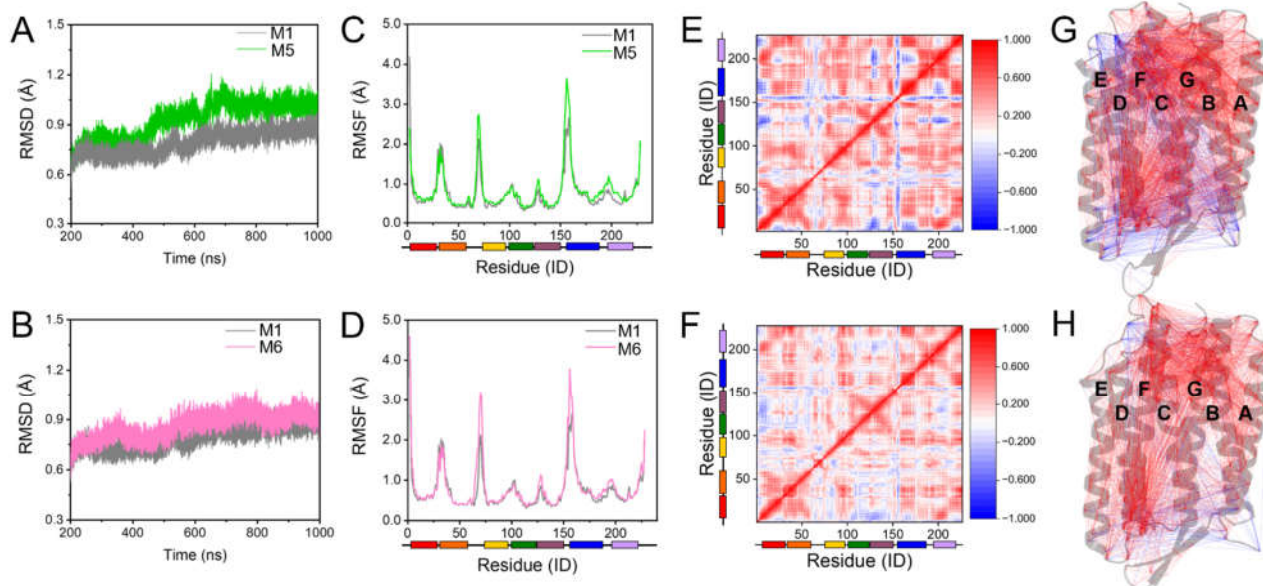 A
1.5
1.2
0.9
0.6
0.3
RMSD (Å)
M1
M5
200
400
600
800
1000
Time (ns)
C
5.0
4.0
3.0
2.0
1.0
0.0
RMSF (Å)
M1
M5
0
50
100
150
200
Residue (ID)
E
200
150
100
50
Residue (ID)
50
100
150
200
Residue (ID)
1.000
0.600
0.200
−0.200
−0.600
−1.000
G
E
F
G
D
C
B
A
B
1.5
1.2
0.9
0.6
0.3
RMSD (Å)
M1
M6
200
400
600
800
1000
Time (ns)
D
5.0
4.0
3.0
2.0
1.0
0.0
RMSF (Å)
M1
M6
0
50
100
150
200
Residue (ID)
F
200
150
100
50
Residue (ID)
50
100
150
200
Residue (ID)
1.000
0.600
0.200
−0.200
−0.600
−1.000
H
E
F
G
D
C
B
A